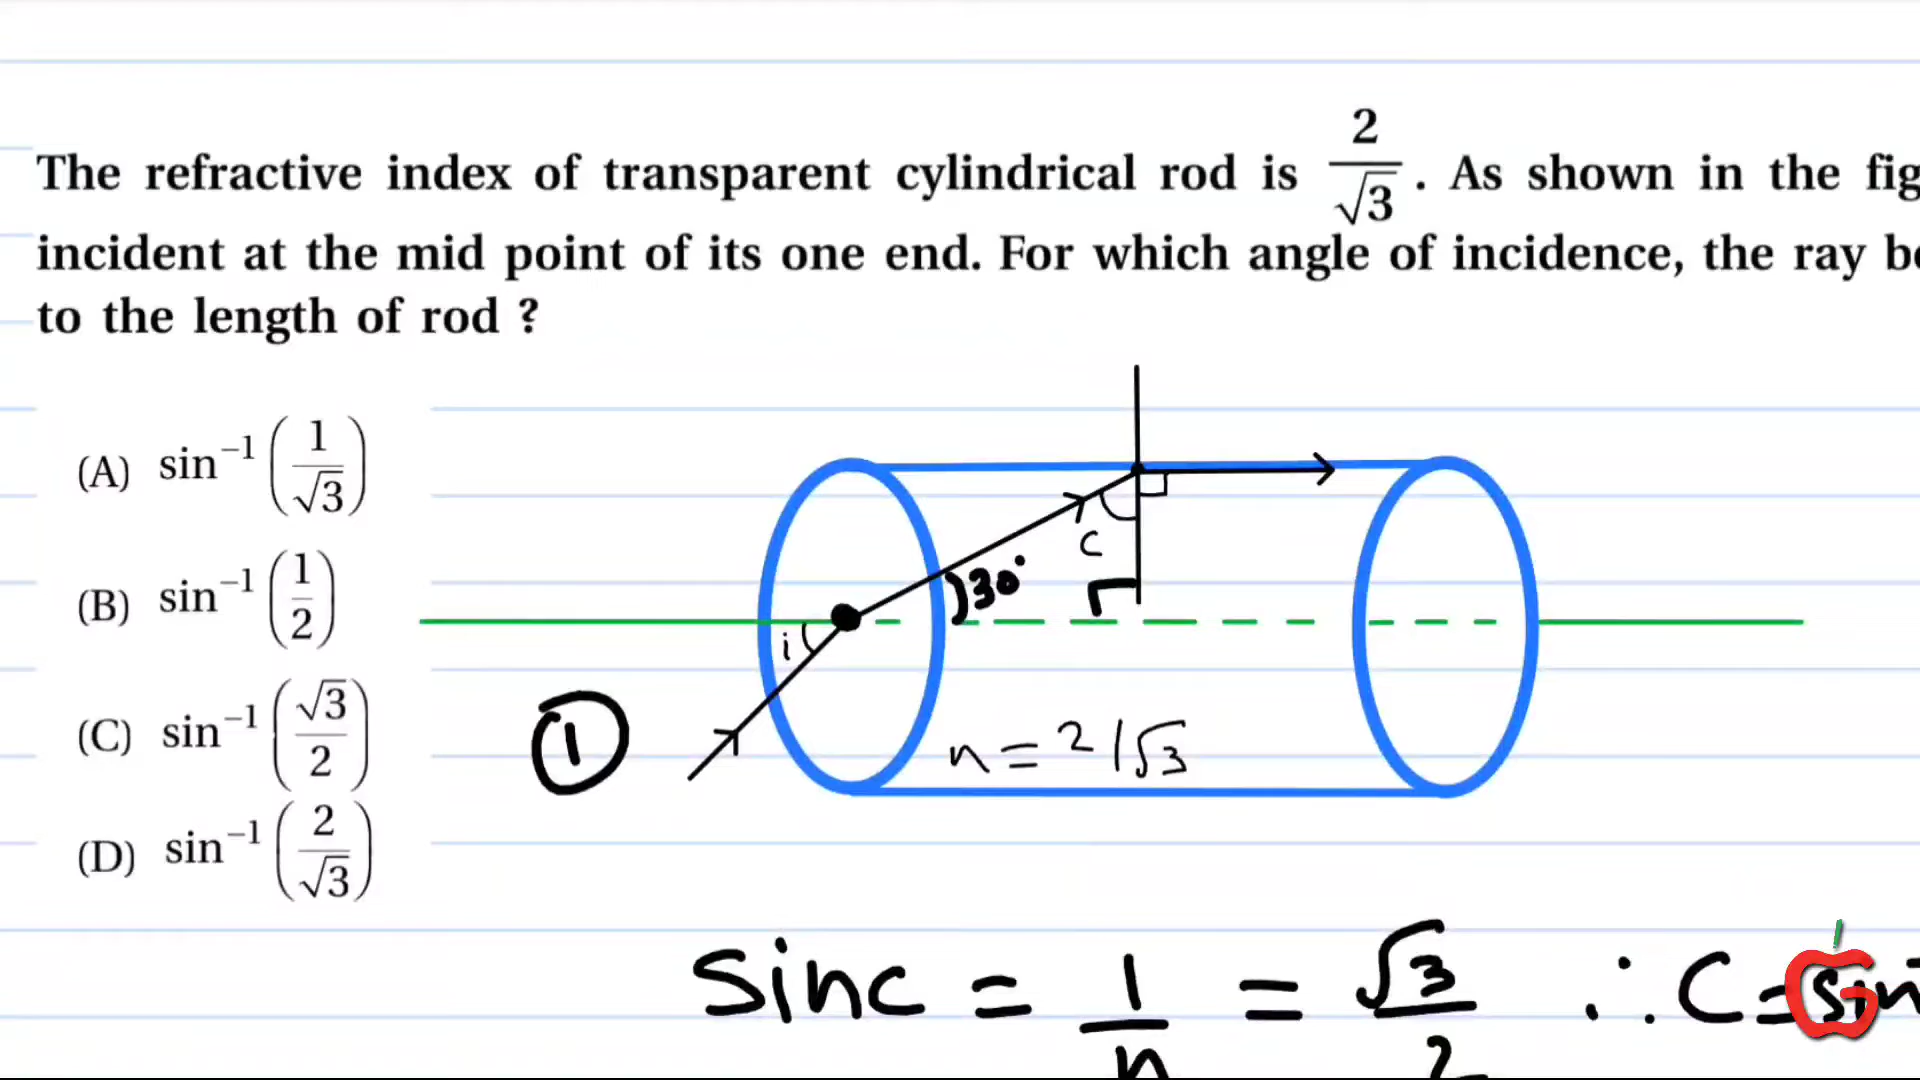 The refractive index of transparent cylindrical rod is 2/√3. As shown in the fig
incident at the mid point of its one end. For which angle of incidence, the ray
to the length of rod ?
(A) sin⁻¹ (1/√3)
(B) sin⁻¹ (1/2)
(C) sin⁻¹ (√3/2)
(D) sin⁻¹ (2/√3)
C
30°
i
1
n = 2/√3
Sinc = 1/n = √3/2 ∴ C = sin
G